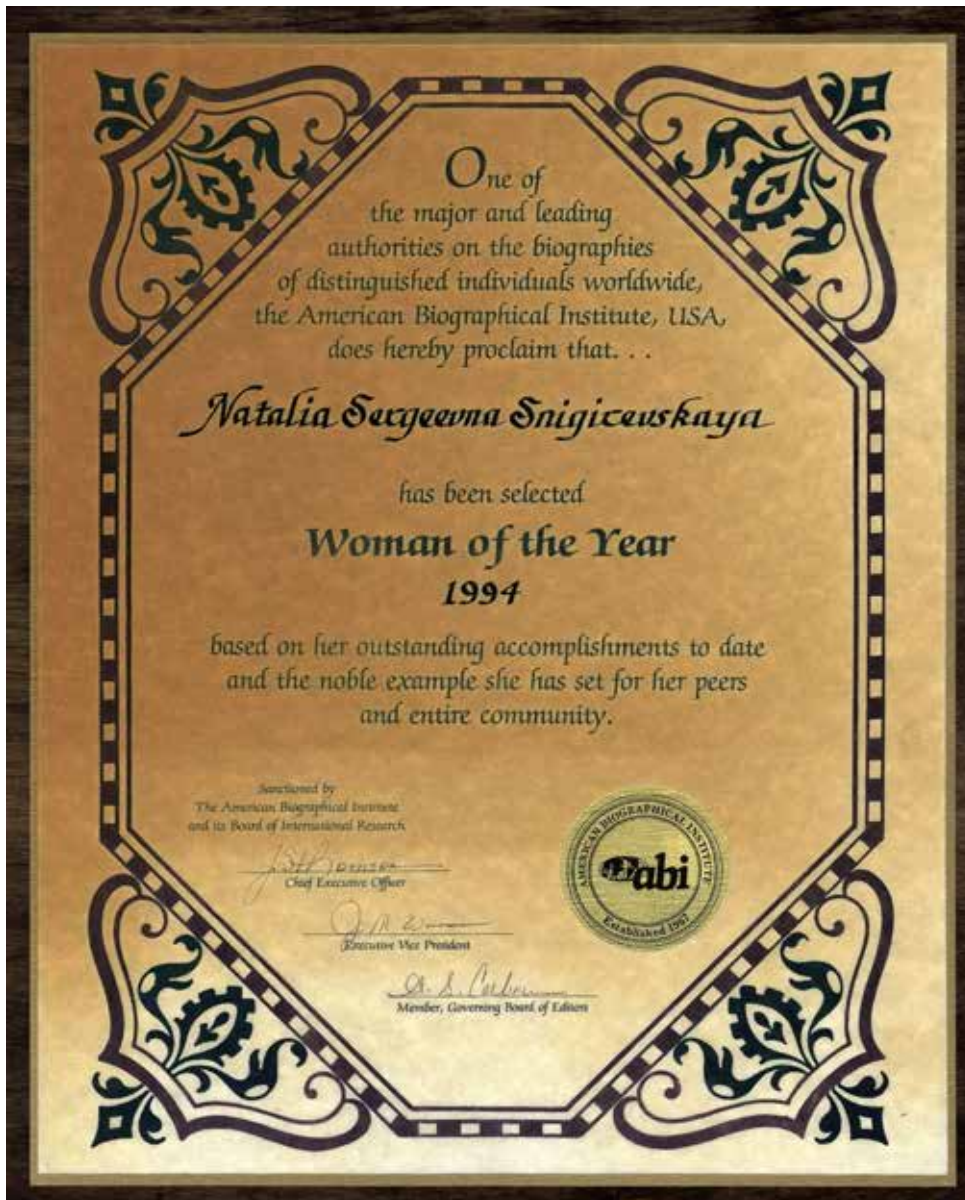 One of
the major and leading
authorities on the biographies
of distinguished individuals worldwide,
the American Biographical Institute, USA,
does hereby proclaim that. . .
Natalia Sergeevna Snigicevskaya
has been selected
Woman of the Year
1994
based on her outstanding accomplishments to date
and the noble example she has set for her peers
and entire community.
Sanctioned by
The American Biographical Institute
and its Board of International Research
Chief Executive Officer
Executive Vice President
Member, Governing Board of Editors
AMERICAN BIOGRAPHICAL INSTITUTE
abi
Established 1967